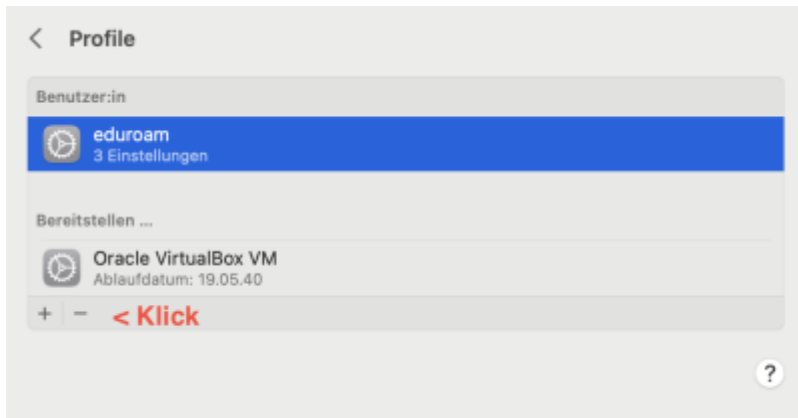 Profile
Benutzer:in
eduroam
3 Einstellungen
Bereitstellen ...
Oracle VirtualBox VM
Ablaufdatum: 19.05.40
+ − < Klick
?